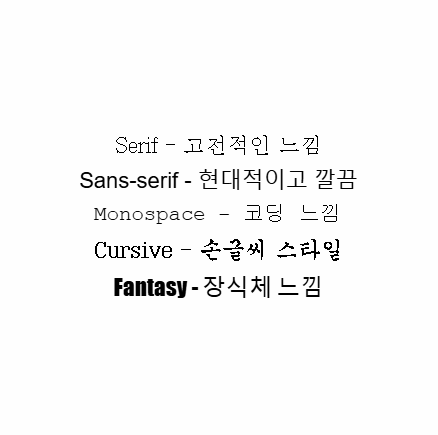 Serif - 고전적인 느낌
Sans-serif - 현대적이고 깔끔
Monospace - 코딩 느낌
Cursive - 손글씨 스타일
Fantasy - 장식체 느낌